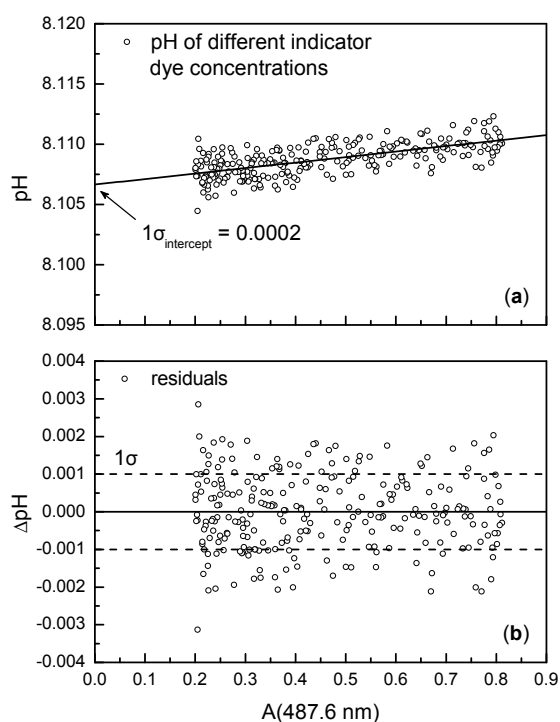 8.120
8.115
8.110
8.105
8.100
8.095
pH
pH of different indicator
dye concentrations
1σintercept = 0.0002
(a)
0.004
0.003
0.002
0.001
0.000
-0.001
-0.002
-0.003
-0.004
ΔpH
residuals
1σ
(b)
0.0 0.1 0.2 0.3 0.4 0.5 0.6 0.7 0.8 0.9
A(487.6 nm)